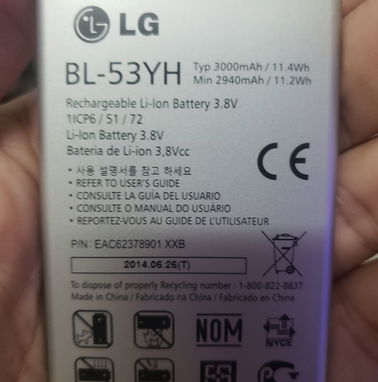 LG
BL-53YH
Typ 3000mAh / 11.4Wh
Min 2940mAh / 11.2Wh
Rechargeable Li-Ion Battery 3.8V
1ICP6 / 51 / 72
Li-Ion Battery 3.8V
Bateria de Li-Ion 3,8Vcc
CE
• 사용 설명서를 참고 하세요
• REFER TO USER'S GUIDE
• CONSULTE LA GUÍA DEL USUARIO
• CONSULTE O MANUAL DO USUÁRIO
• REPORTEZ-VOUS AU GUIDE DE L'UTILISATEUR
P/N : EAC62378901 XXB
2014.06.26(T)
To dispose of properly Recycling number : 1-800-822-8837
Made in China / Fabricado na China / Fabricado en China
NOM
NYCE